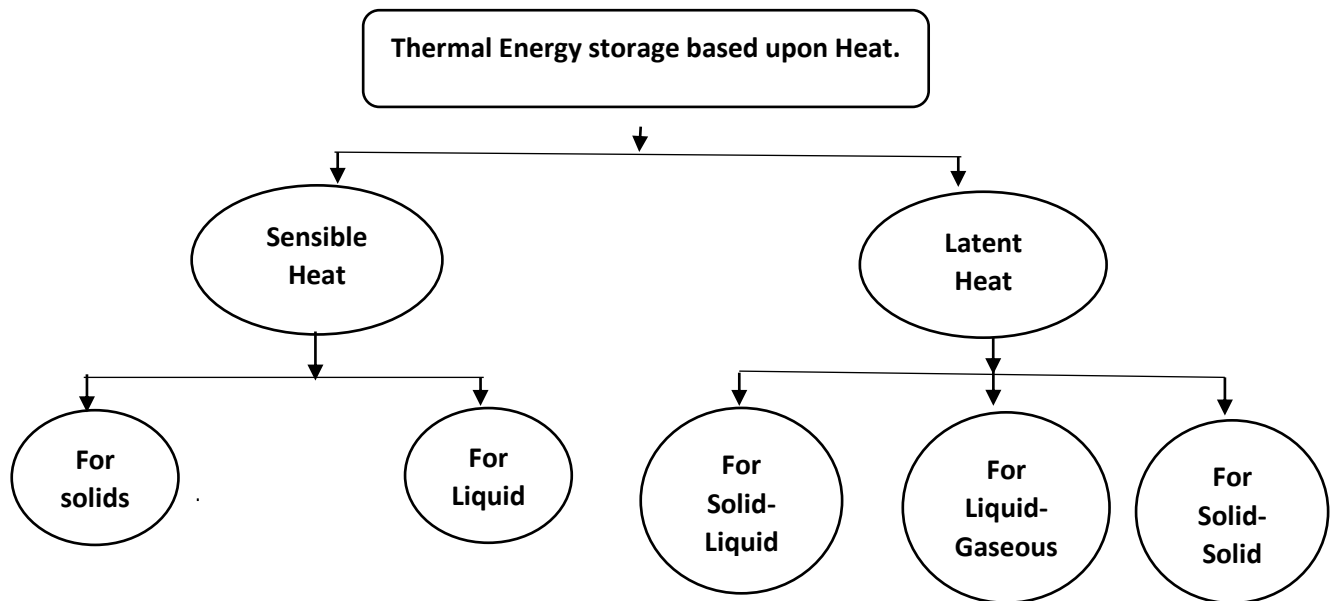 Thermal Energy storage based upon Heat.
Sensible
Heat
Latent
Heat
For
solids
.
For
Liquid
For
Solid-
Liquid
For
Liquid-
Gaseous
For
Solid-
Solid